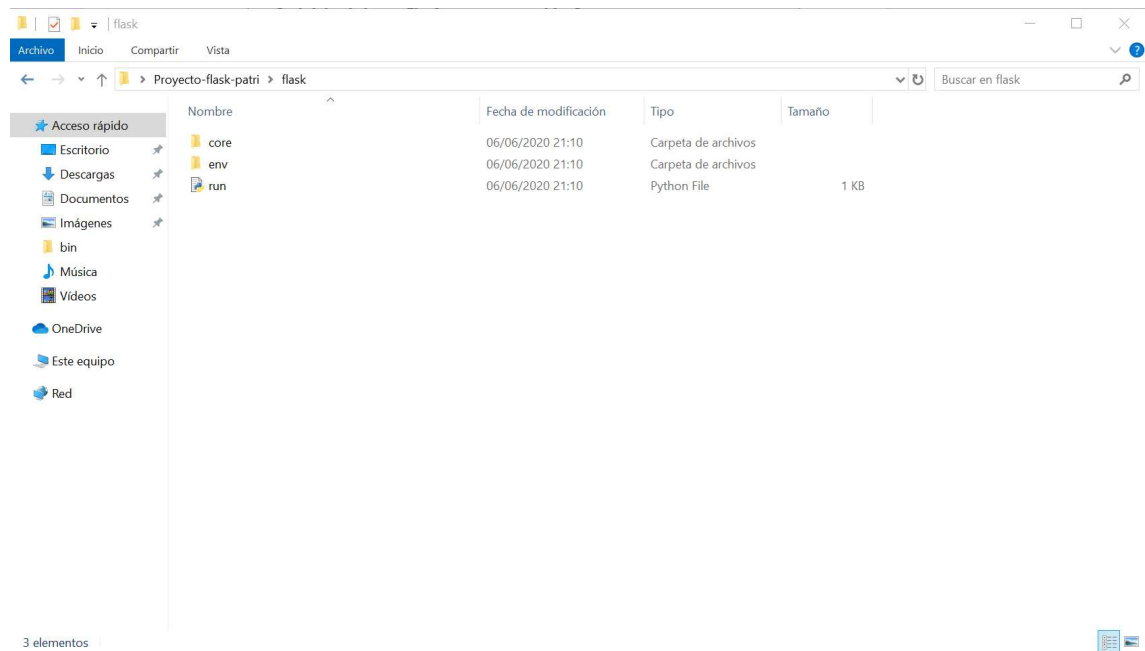 flask
Archivo Inicio Compartir Vista
Proyecto-flask-patri > flask Buscar en flask
Nombre Fecha de modificación Tipo Tamaño
Acceso rápido
Escritorio
Descargas
Documentos
Imágenes
bin
Música
Vídeos
OneDrive
Este equipo
Red
core 06/06/2020 21:10 Carpeta de archivos
env 06/06/2020 21:10 Carpeta de archivos
run 06/06/2020 21:10 Python File 1 KB
3 elementos